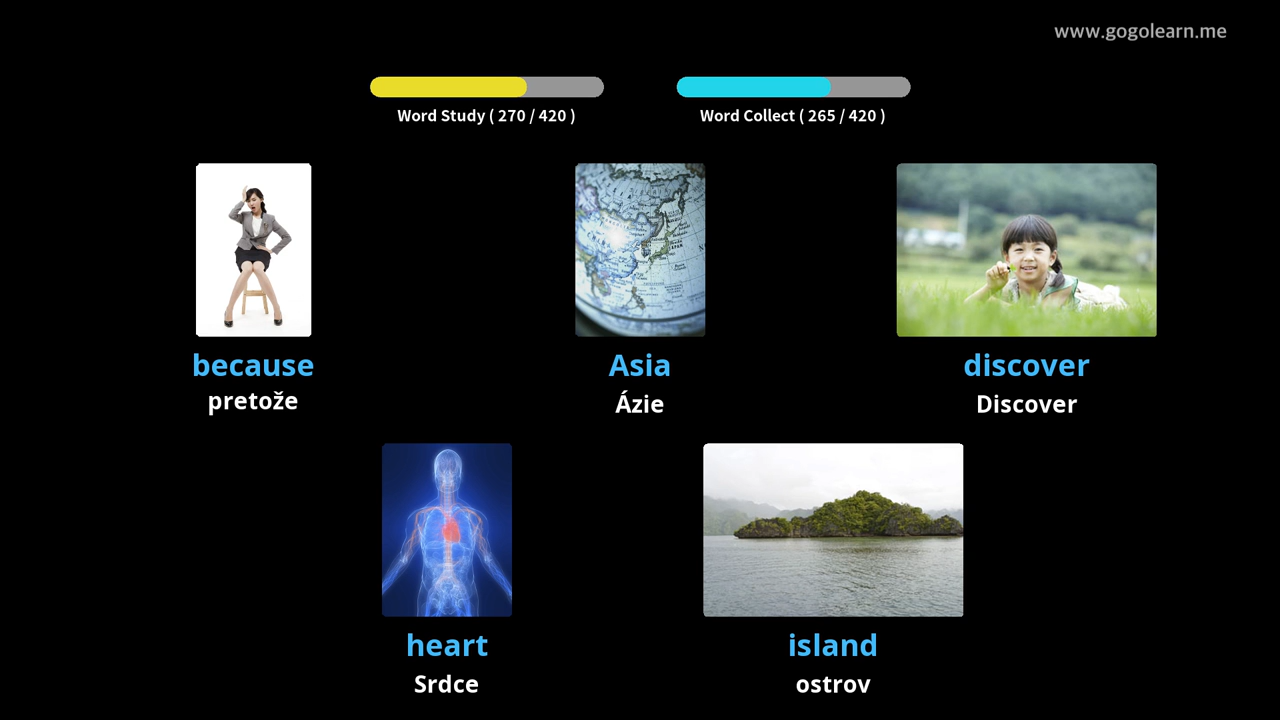 www.gogolearn.me
Word Study ( 270 / 420 )
Word Collect ( 265 / 420 )
because
pretože
Asia
Ázie
discover
Discover
heart
Srdce
island
ostrov